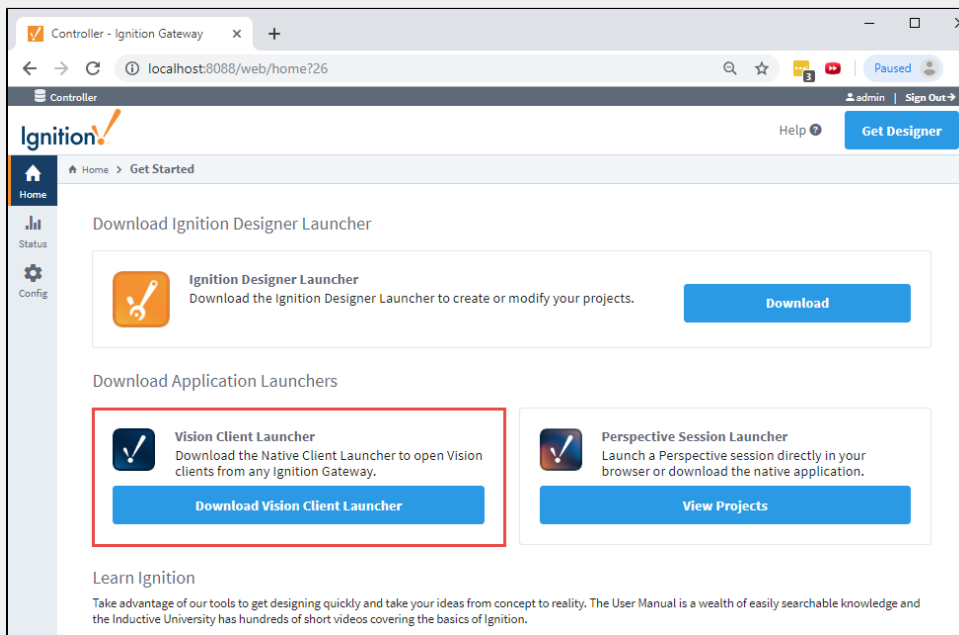 Controller - Ignition Gateway
localhost:8088/web/home?26
3
Paused
Controller
admin | Sign Out
Ignition!
Help
Get Designer
Home
Home > Get Started
Status
Config
Download Ignition Designer Launcher
Ignition Designer Launcher
Download the Ignition Designer Launcher to create or modify your projects.
Download
Download Application Launchers
Vision Client Launcher
Download the Native Client Launcher to open Vision
clients from any Ignition Gateway.
Download Vision Client Launcher
Perspective Session Launcher
Launch a Perspective session directly in your
browser or download the native application.
View Projects
Learn Ignition
Take advantage of our tools to get designing quickly and take your ideas from concept to reality. The User Manual is a wealth of easily searchable knowledge and
the Inductive University has hundreds of short videos covering the basics of Ignition.